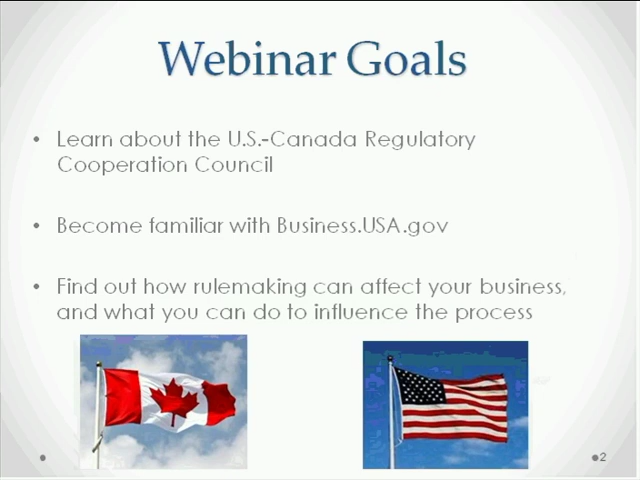 Webinar Goals
• Learn about the U.S.-Canada Regulatory
Cooperation Council
• Become familiar with Business.USA.gov
• Find out how rulemaking can affect your business,
and what you can do to influence the process
2